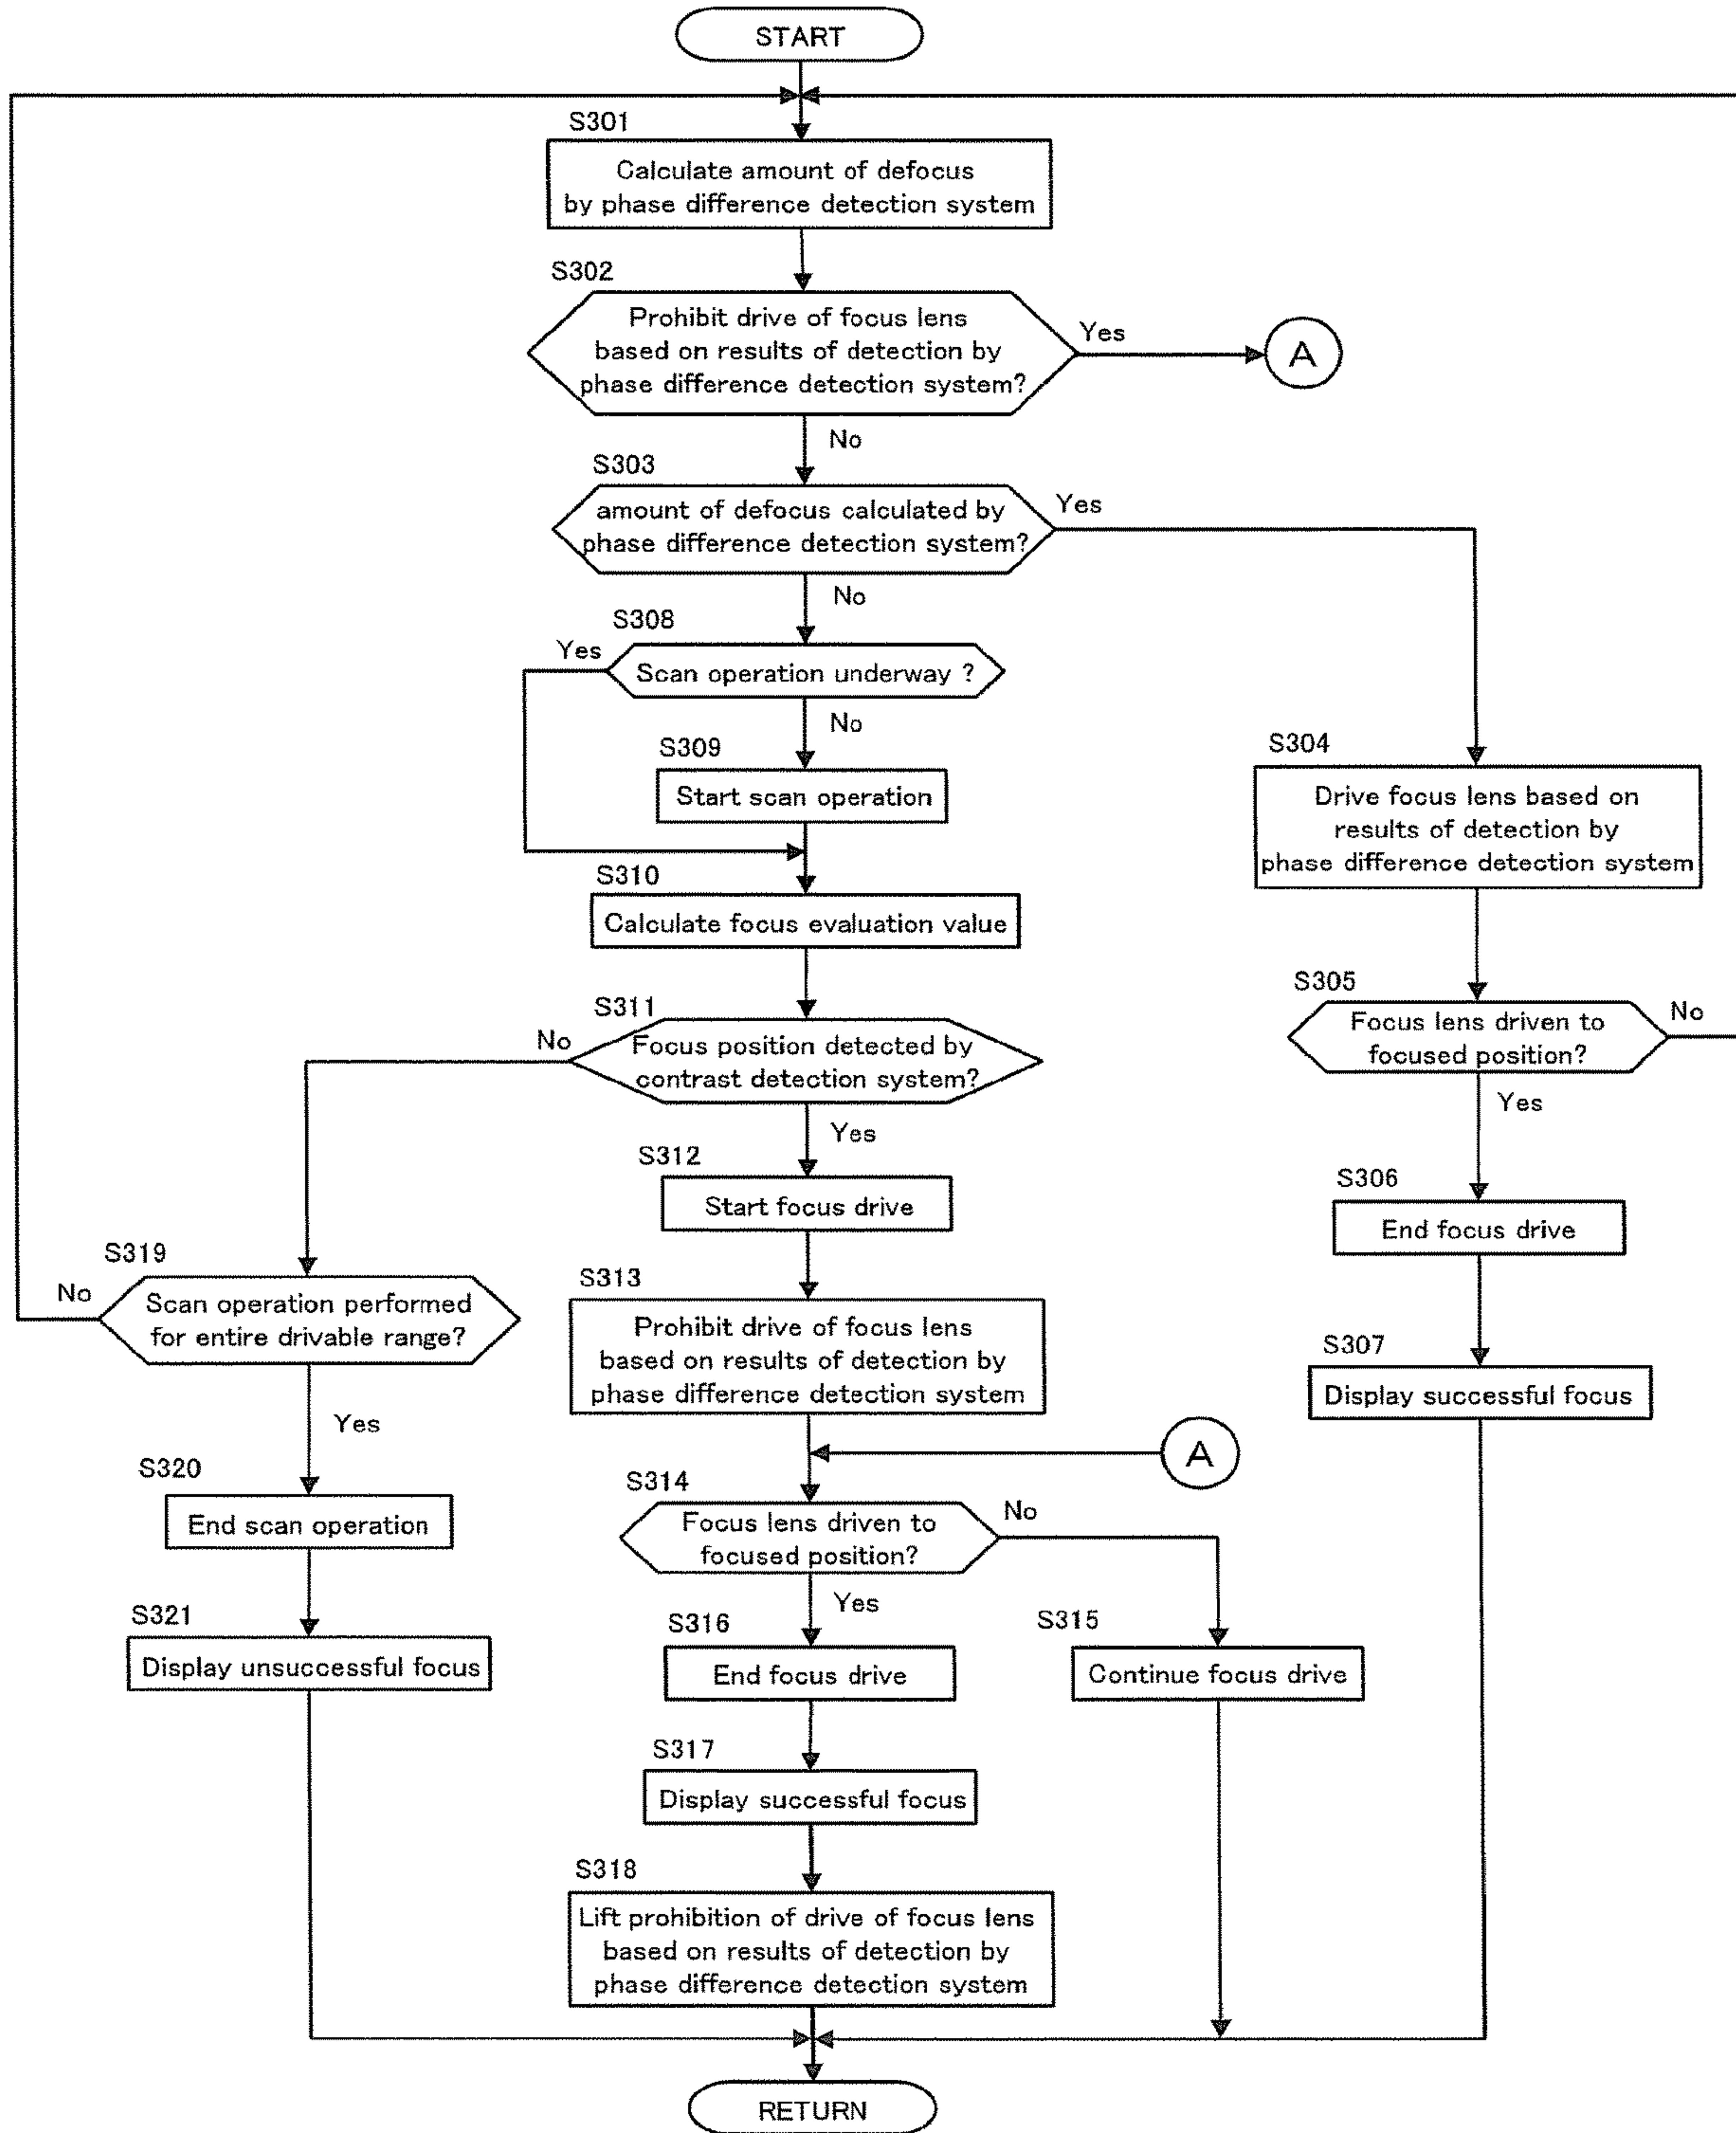 START
S301
Calculate amount of defocus
by phase difference detection system
S302
Prohibit drive of focus lens
based on results of detection by
phase difference detection system?
Yes
A
No
S303
amount of defocus calculated by
phase difference detection system?
Yes
No
S308
Yes
Scan operation underway ?
No
S309
Start scan operation
S304
Drive focus lens based on
results of detection by
phase difference detection system
S310
Calculate focus evaluation value
S305
Focus lens driven to
focused position?
No
Yes
S311
No
Focus position detected by
contrast detection system?
Yes
S312
Start focus drive
S306
End focus drive
S319
No
Scan operation performed
for entire drivable range?
Yes
S313
Prohibit drive of focus lens
based on results of detection by
phase difference detection system
S307
Display successful focus
A
S320
End scan operation
S314
Focus lens driven to
focused position?
No
Yes
S321
Display unsuccessful focus
S316
End focus drive
S315
Continue focus drive
S317
Display successful focus
S318
Lift prohibition of drive of focus lens
based on results of detection by
phase difference detection system
RETURN